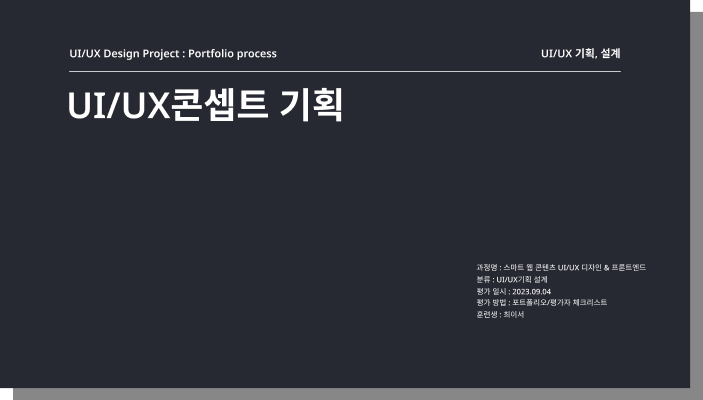 UI/UX Design Project : Portfolio process
UI/UX 기획, 설계
UI/UX콘셉트 기획
과정명 : 스마트 웹 콘텐츠 UI/UX 디자인 & 프론트엔드
분류 : UI/UX기획 설계
평가 일시 : 2023.09.04
평가 방법 : 포트폴리오/평가자 체크리스트
훈련생 : 최이서